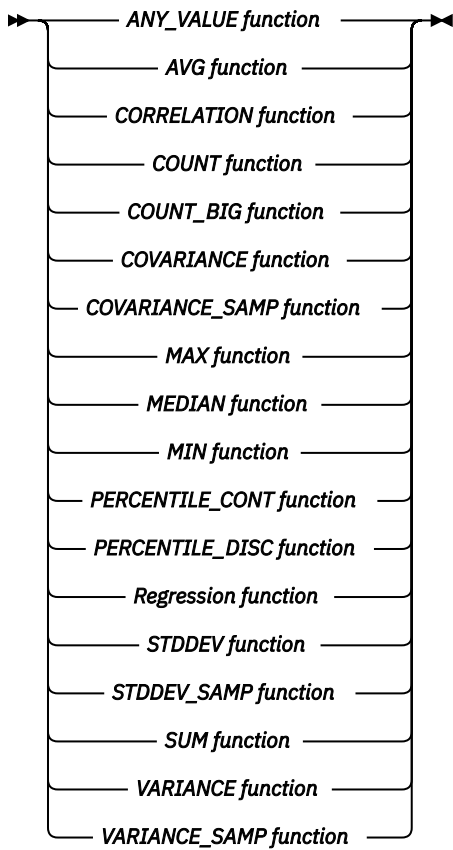 ANY_VALUE function
AVG function
CORRELATION function
COUNT function
COUNT_BIG function
COVARIANCE function
COVARIANCE_SAMP function
MAX function
MEDIAN function
MIN function
PERCENTILE_CONT function
PERCENTILE_DISC function
Regression function
STDDEV function
STDDEV_SAMP function
SUM function
VARIANCE function
VARIANCE_SAMP function